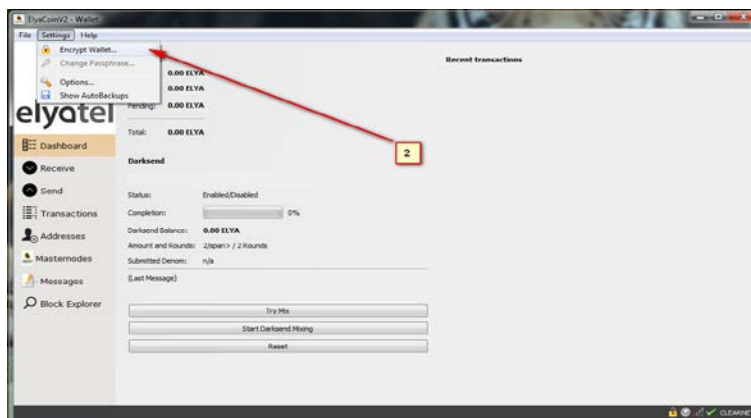 ElyaCoinV2 - Wallet
File Settings Help
Encrypt Wallet...
Change Passphrase...
Options...
Show AutoBackups
Recent transactions
0.00 ELYA
0.00 ELYA
Pending: 0.00 ELYA
Total: 0.00 ELYA
elyatel
2
Dashboard
Receive
Send
Transactions
Addresses
Masternodes
Messages
Block Explorer
Darksend
Status: Enabled/Disabled
Completion: 0%
Darksend Balance: 0.00 ELYA
Amount and Rounds: 2/span> / 2 Rounds
Submitted Denom: n/a
(Last Message)
Try Mix
Start Darksend Mixing
Reset